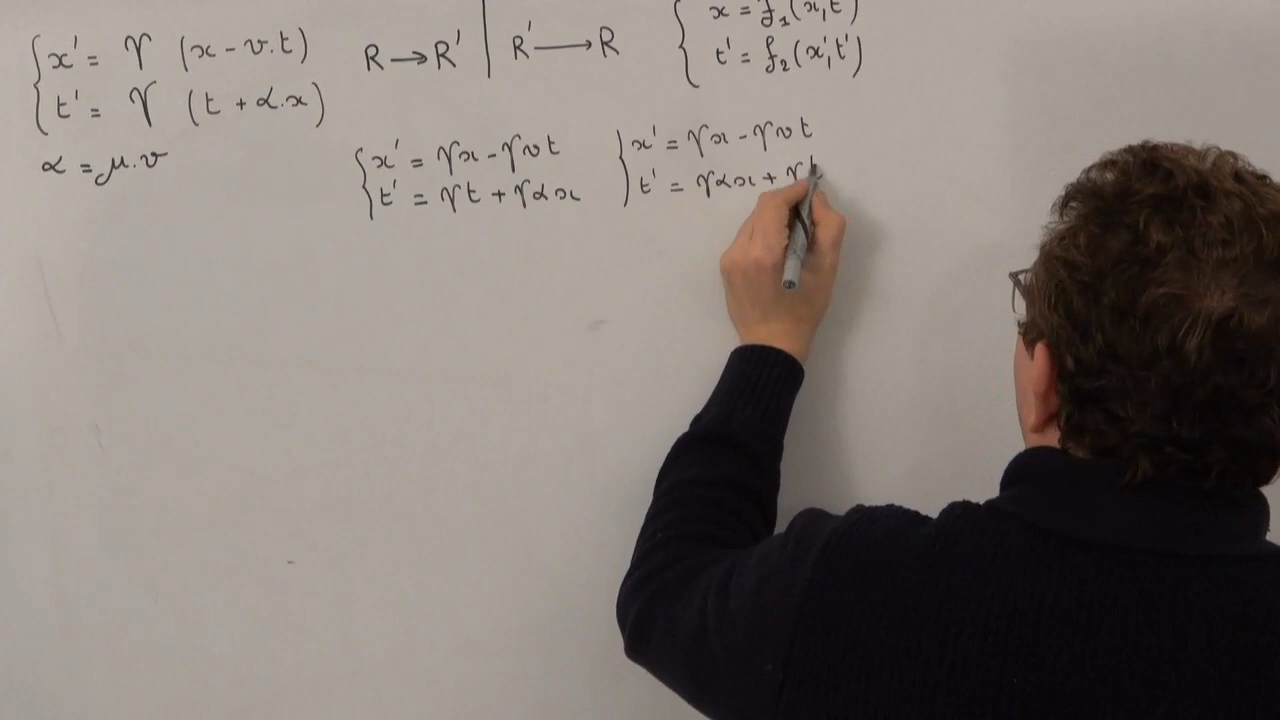 x' = γ (x - v.t)
t' = γ (t + α.x)
α = μ.v
R → R' | R' → R
x = f₁(x,t)
t' = f₂(x',t')
x' = γx - γvt
t' = γt + γαx
x' = γx - γvt
t' = γαx + γt